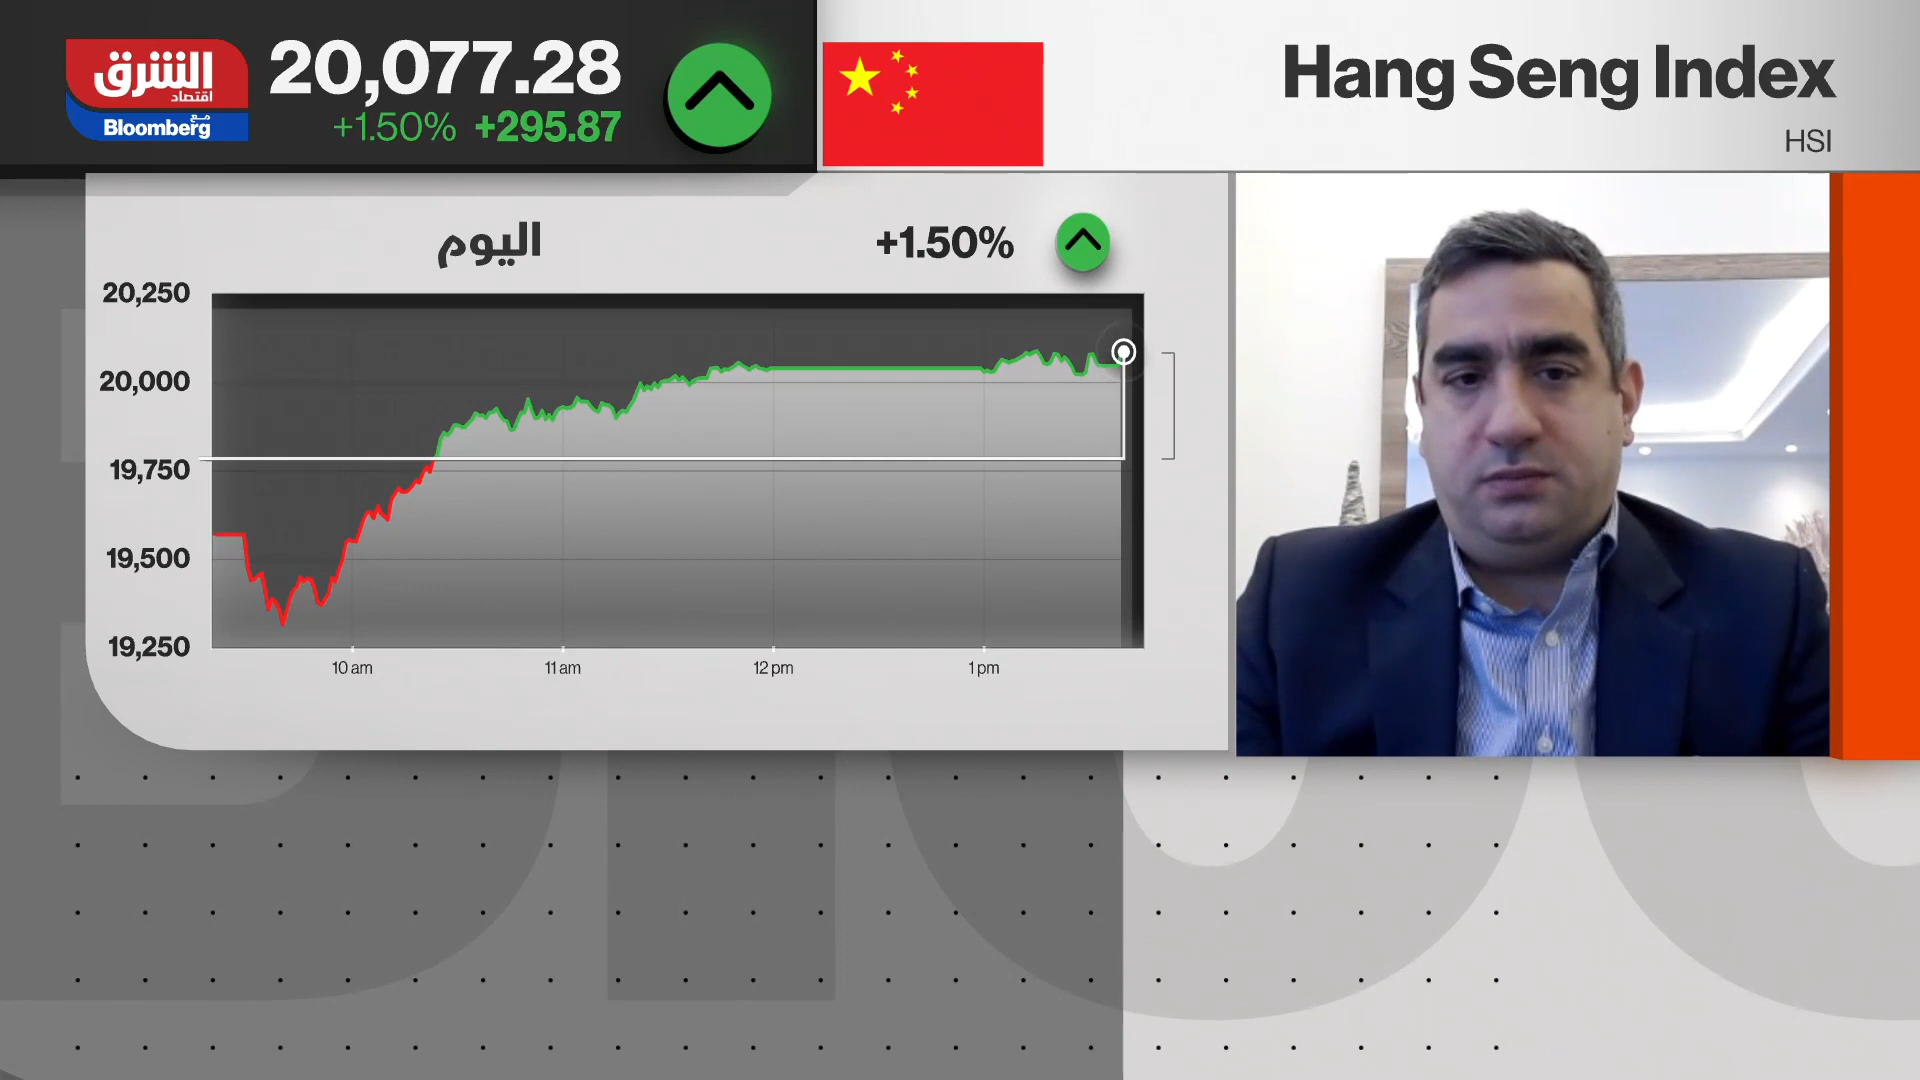 الشرق
اقتصاد
مع
Bloomberg
20,077.28
+1.50% +295.87
Hang Seng Index
HSI
اليوم
+1.50%
20,250
20,000
19,750
19,500
19,250
10 am 11 am 12 pm 1 pm